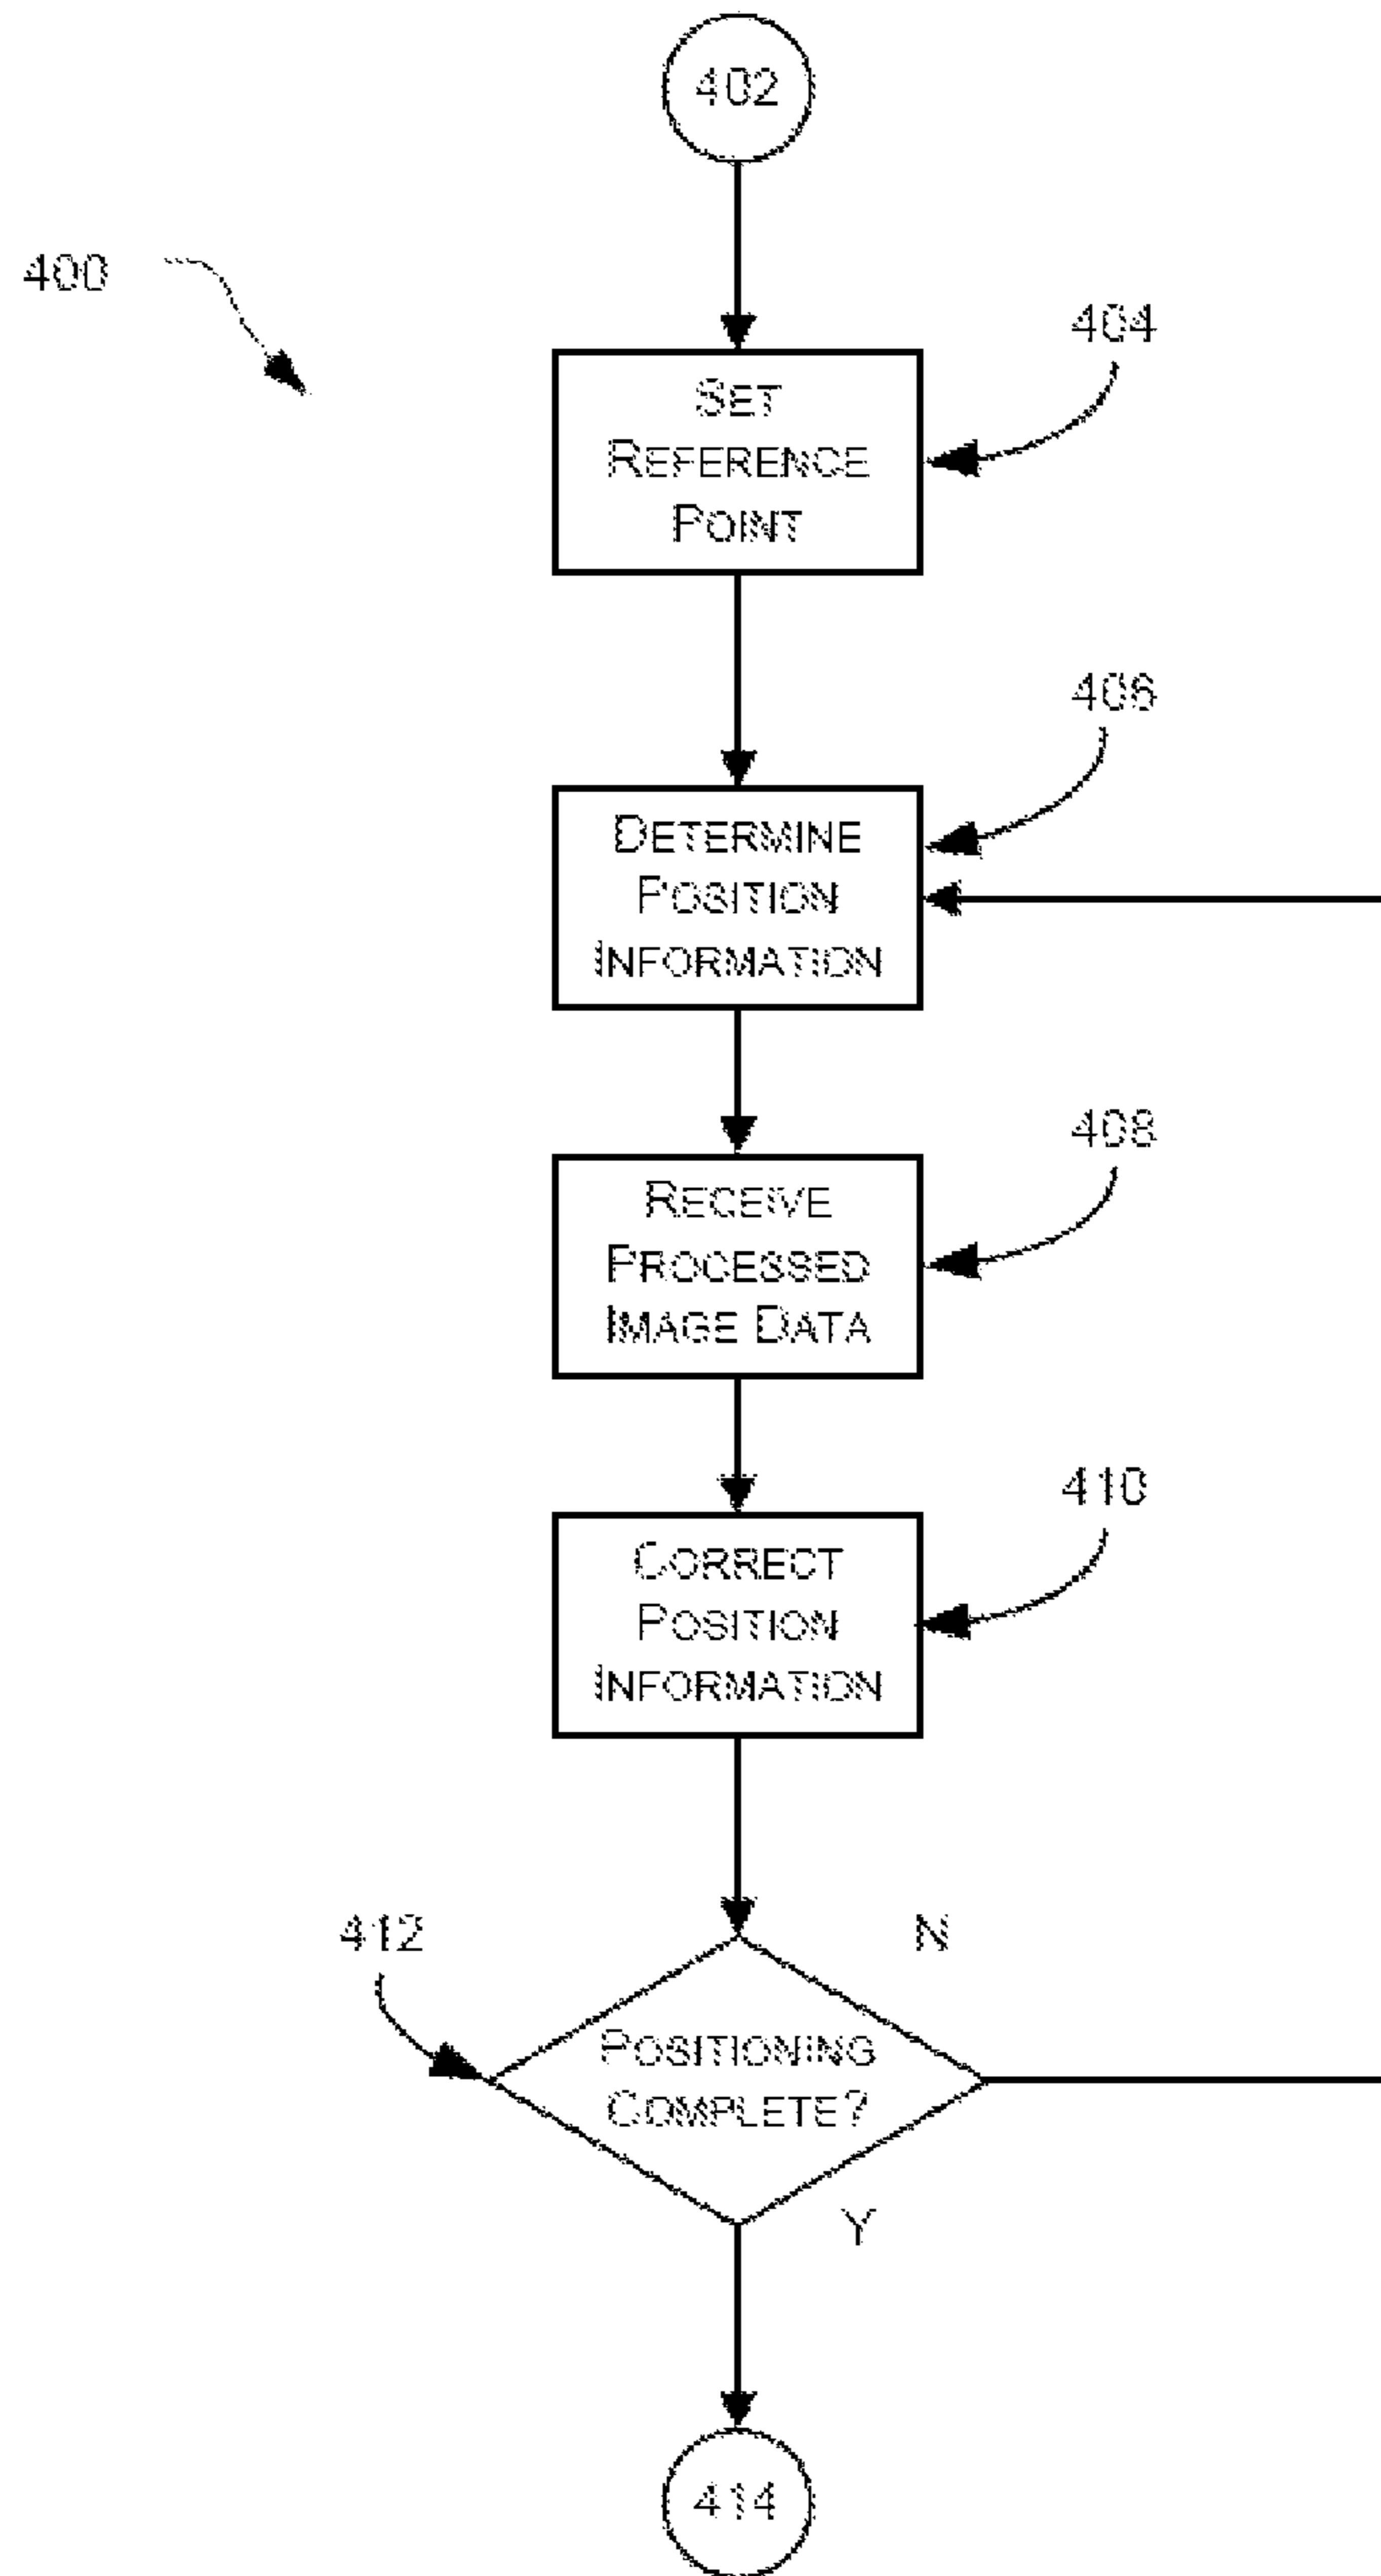 402
400
404
SET
REFERENCE
POINT
406
DETERMINE
POSITION
INFORMATION
408
RECEIVE
PROCESSED
IMAGE DATA
410
CORRECT
POSITION
INFORMATION
412
N
POSITIONING
COMPLETE?
Y
414